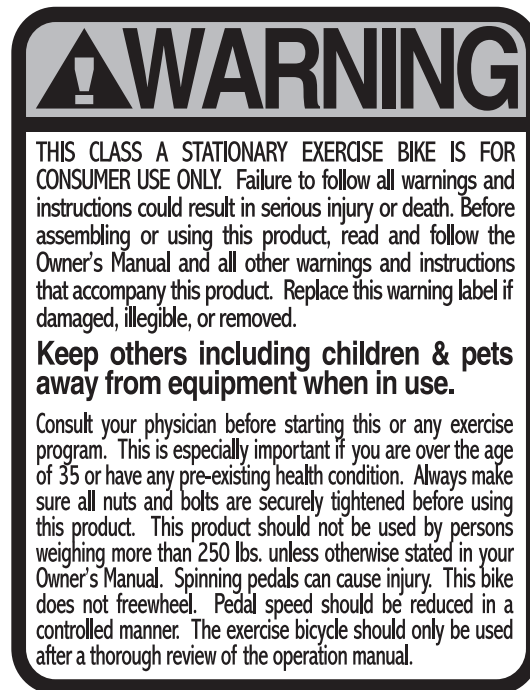 WARNING
THIS CLASS A STATIONARY EXERCISE BIKE IS FOR
CONSUMER USE ONLY. Failure to follow all warnings and
instructions could result in serious injury or death. Before
assembling or using this product, read and follow the
Owner's Manual and all other warnings and instructions
that accompany this product. Replace this warning label if
damaged, illegible, or removed.
Keep others including children & pets
away from equipment when in use.
Consult your physician before starting this or any exercise
program. This is especially important if you are over the age
of 35 or have any pre-existing health condition. Always make
sure all nuts and bolts are securely tightened before using
this product. This product should not be used by persons
weighing more than 250 lbs. unless otherwise stated in your
Owner's Manual. Spinning pedals can cause injury. This bike
does not freewheel. Pedal speed should be reduced in a
controlled manner. The exercise bicycle should only be used
after a thorough review of the operation manual.